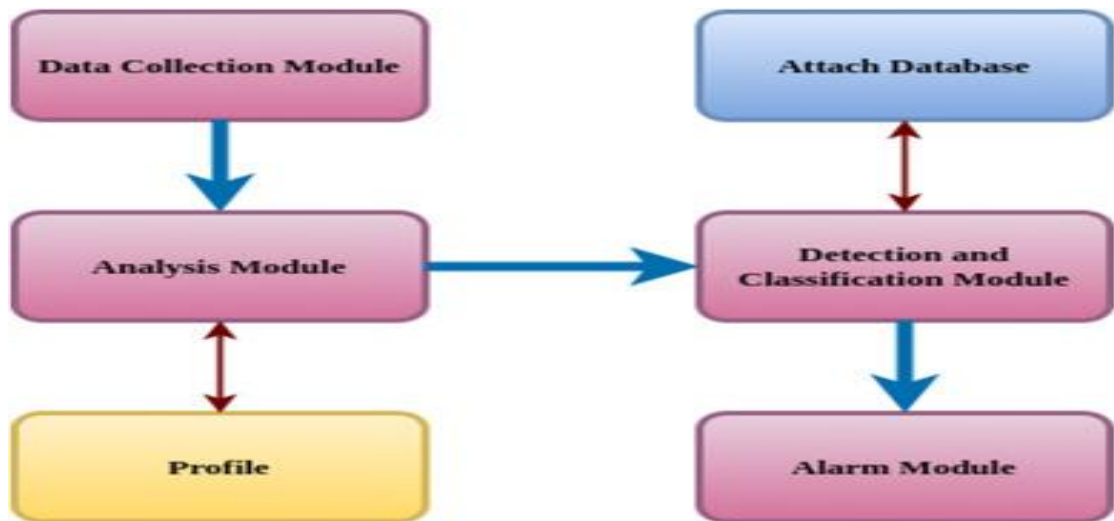 Data Collection Module
Attach Database
Analysis Module
Detection and
Classification Module
Profile
Alarm Module